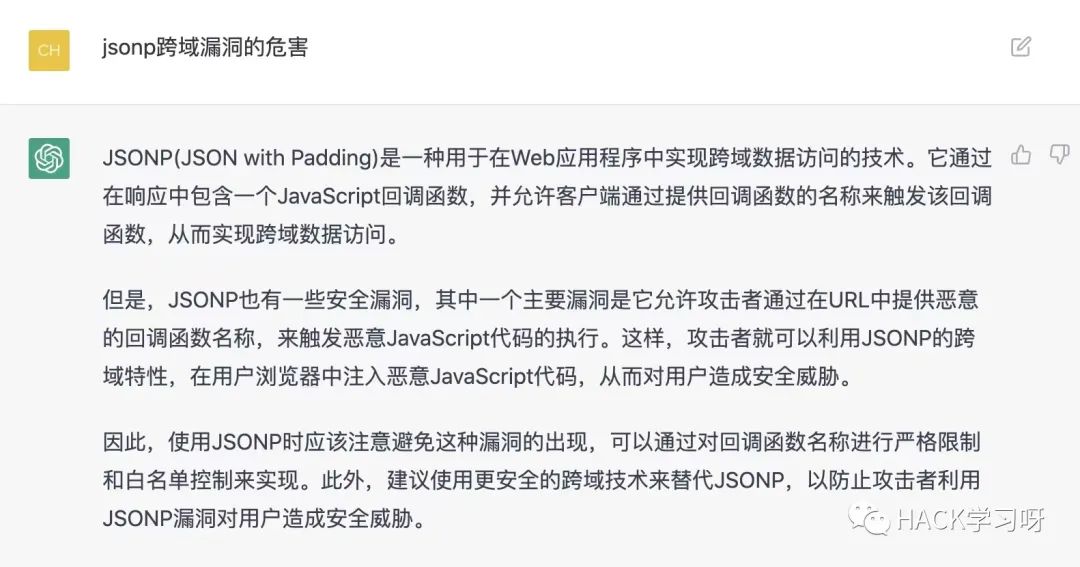 CH
jsonp跨域漏洞的危害
JSONP(JSON with Padding)是一种用于在Web应用程序中实现跨域数据访问的技术。它通过
在响应中包含一个JavaScript回调函数，并允许客户端通过提供回调函数的名称来触发该回调
函数，从而实现跨域数据访问。
但是，JSONP也有一些安全漏洞，其中一个主要漏洞是它允许攻击者通过在URL中提供恶意
的回调函数名称，来触发恶意JavaScript代码的执行。这样，攻击者就可以利用JSONP的跨
域特性，在用户浏览器中注入恶意JavaScript代码，从而对用户造成安全威胁。
因此，使用JSONP时应该注意避免这种漏洞的出现，可以通过对回调函数名称进行严格限制
和白名单控制来实现。此外，建议使用更安全的跨域技术来替代JSONP，以防止攻击者利用
JSONP漏洞对用户造成安全威胁。
HACK学习呀